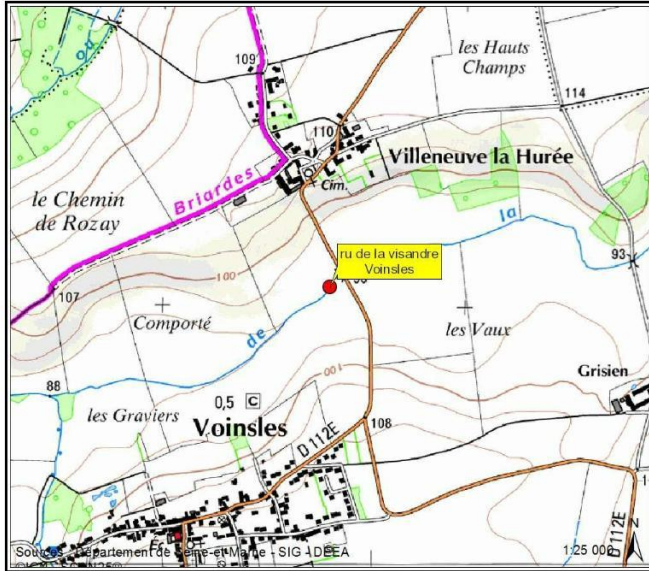 109
les Hauts
Champs
114
110
Villeneuve la Hurée
Cim.
Briardes
le Chemin
de Rozay
la
ru de la visandre
Voinsles
93
107
100
Comporté
de
les Vaux
Grisien
88
100
0,5 C
les Graviers
Voinsles
D 112E
108
D 112E
N
Sources : Département de Seine-et-Marne - SIG - DEEA
1:25 000